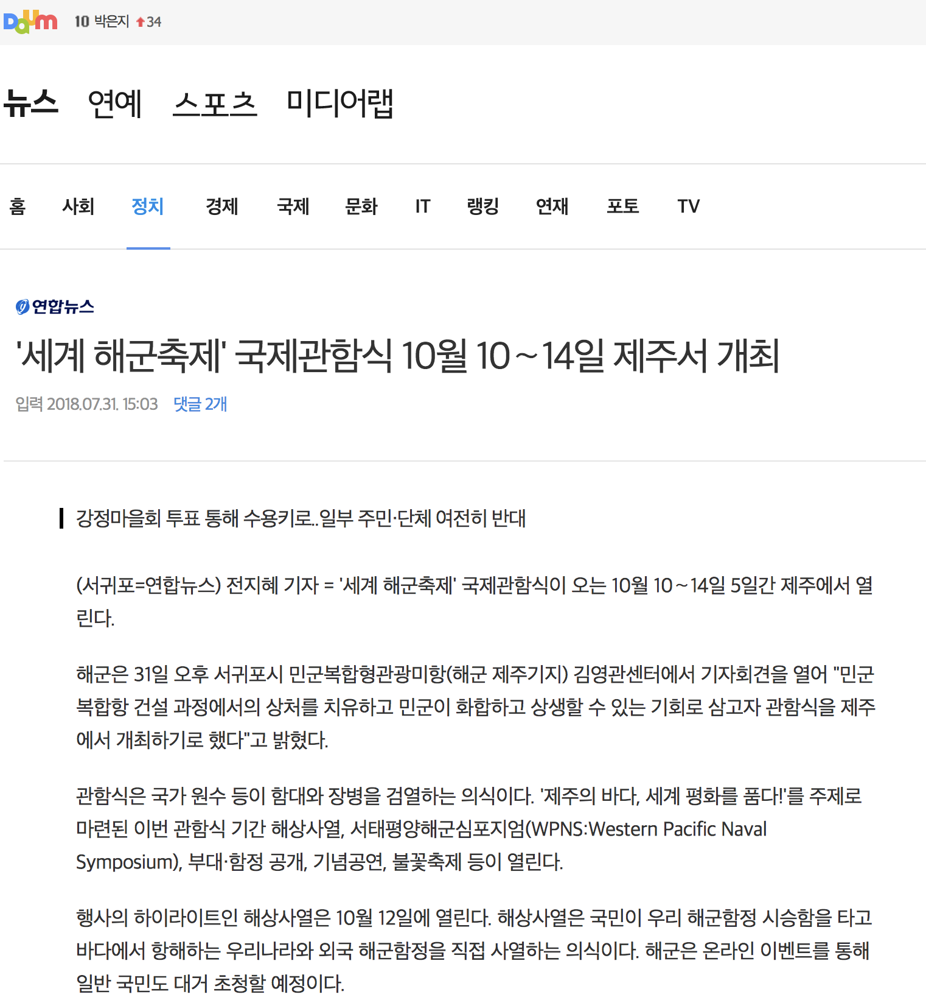 Daum 10 박은지 34
뉴스 연예 스포츠 미디어랩
홈 사회 정치 경제 국제 문화 IT 랭킹 연재 포토 TV
연합뉴스
'세계 해군축제' 국제관함식 10월 10∼14일 제주서 개최
입력 2018.07.31. 15:03 댓글 2개
강정마을회 투표 통해 수용키로..일부 주민·단체 여전히 반대
(서귀포=연합뉴스) 전지혜 기자 = '세계 해군축제' 국제관함식이 오는 10월 10∼14일 5일간 제주에서 열
린다.
해군은 31일 오후 서귀포시 민군복합형관광미항(해군 제주기지) 김영관센터에서 기자회견을 열어 "민군
복합항 건설 과정에서의 상처를 치유하고 민군이 화합하고 상생할 수 있는 기회로 삼고자 관함식을 제주
에서 개최하기로 했다"고 밝혔다.
관함식은 국가 원수 등이 함대와 장병을 검열하는 의식이다. '제주의 바다, 세계 평화를 품다!'를 주제로
마련된 이번 관함식 기간 해상사열, 서태평양해군심포지엄(WPNS:Western Pacific Naval
Symposium), 부대·함정 공개, 기념공연, 불꽃축제 등이 열린다.
행사의 하이라이트인 해상사열은 10월 12일에 열린다. 해상사열은 국민이 우리 해군함정 시승함을 타고
바다에서 항해하는 우리나라와 외국 해군함정을 직접 사열하는 의식이다. 해군은 온라인 이벤트를 통해
일반 국민도 대거 초청할 예정이다.